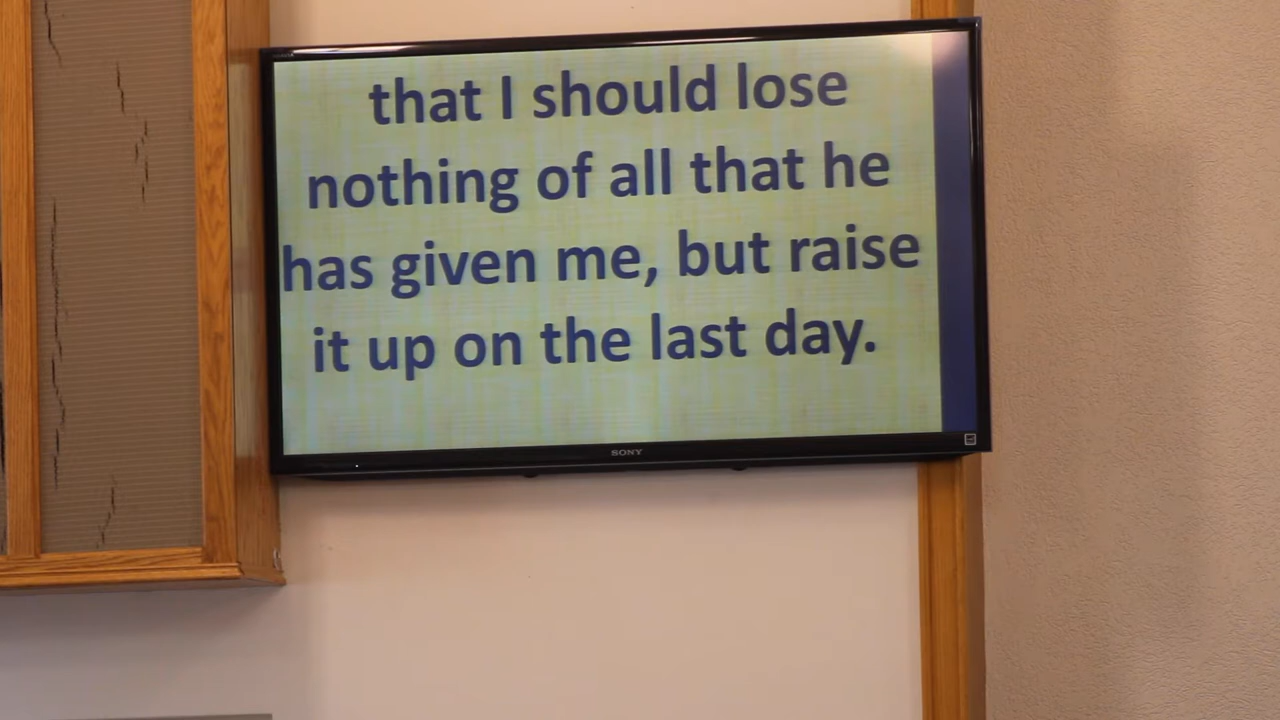 that I should lose
nothing of all that he
has given me, but raise
it up on the last day.
SONY